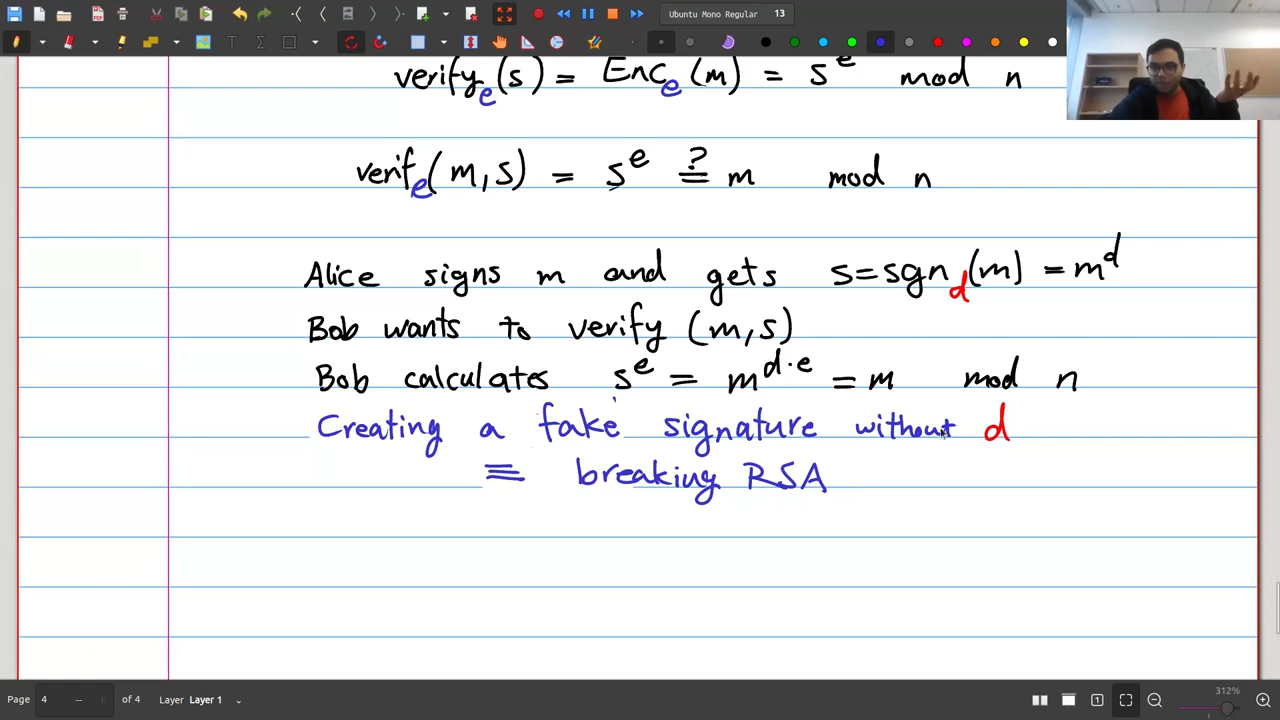 Ubuntu Mono Regular 13
verify_e(s) = Enc_e(m) = s^e mod n
verif_e(m,s) = s^e ≟ m mod n
Alice signs m and gets s=sgn_d(m) = m^d
Bob wants to verify (m,s)
Bob calculates s^e = m^{d·e} = m mod n
Creating a fake signature without d
≡ breaking RSA
Page 4 of 4 Layer Layer 1 312%